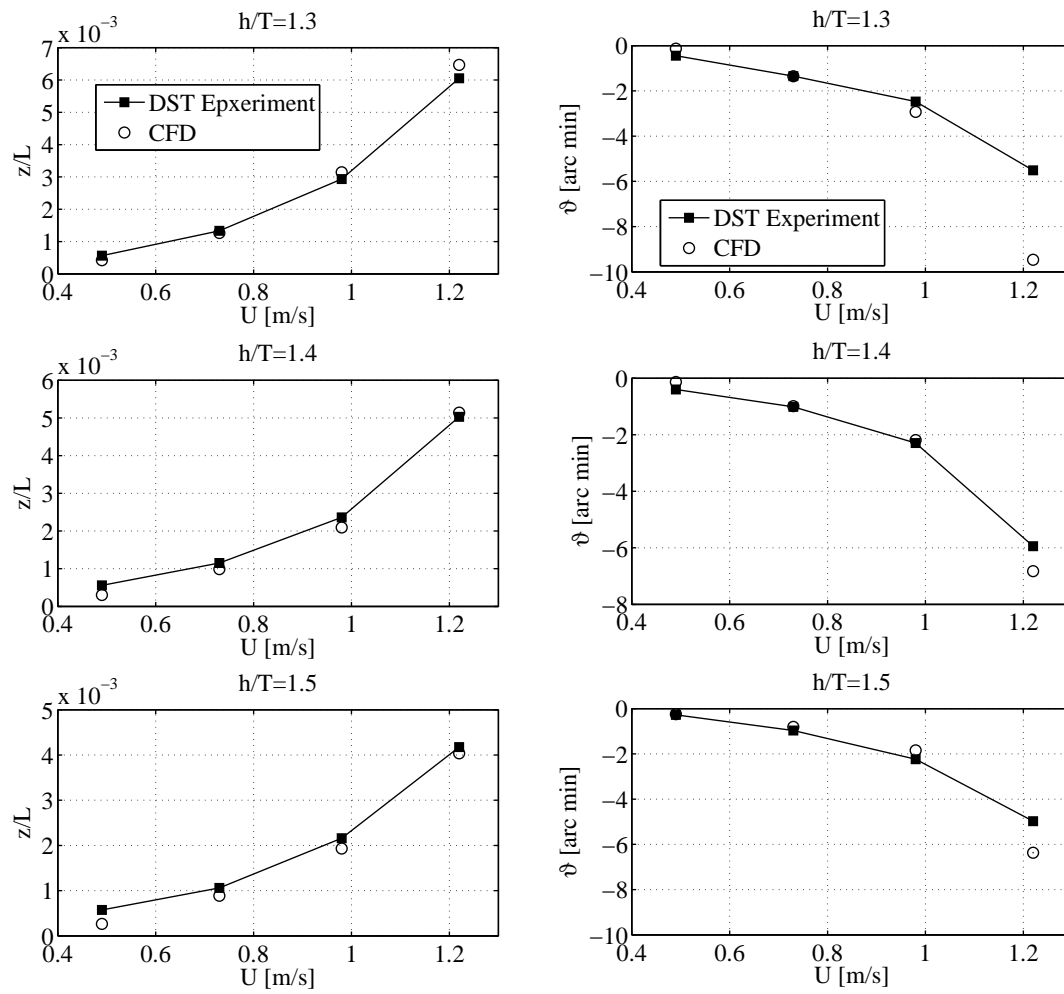 x 10⁻³
h/T=1.3
7
6
5
4
3
2
1
0
z/L
DST Epxeriment
CFD
0.4 0.6 0.8 1 1.2
U [m/s]
h/T=1.3
0
−2
−4
−6
−8
−10
ϑ [arc min]
DST Experiment
CFD
0.4 0.6 0.8 1 1.2
U [m/s]
x 10⁻³
h/T=1.4
6
5
4
3
2
1
0
z/L
0.4 0.6 0.8 1 1.2
U [m/s]
h/T=1.4
0
−2
−4
−6
−8
ϑ [arc min]
0.4 0.6 0.8 1 1.2
U [m/s]
x 10⁻³
h/T=1.5
5
4
3
2
1
0
z/L
0.4 0.6 0.8 1 1.2
U [m/s]
h/T=1.5
0
−2
−4
−6
−8
−10
ϑ [arc min]
0.4 0.6 0.8 1 1.2
U [m/s]